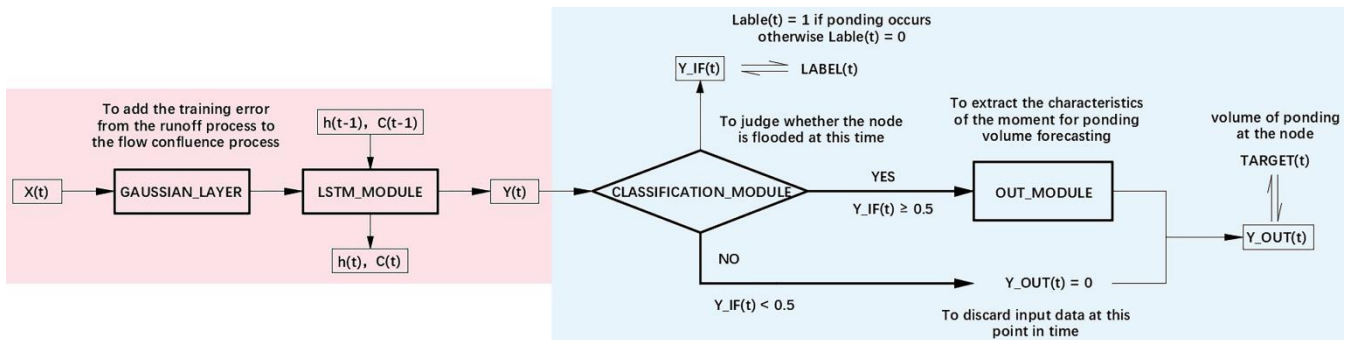 To add the training error
from the runoff process to
the flow confluence process
X(t)
GAUSSIAN_LAYER
h(t-1), C(t-1)
LSTM_MODULE
h(t), C(t)
Y(t)
Lable(t) = 1 if ponding occurs
otherwise Lable(t) = 0
Y_IF(t)
LABEL(t)
To judge whether the node
is flooded at this time
CLASSIFICATION_MODULE
YES
Y_IF(t) ≥ 0.5
NO
Y_IF(t) < 0.5
To extract the characteristics
of the moment for ponding
volume forecasting
OUT_MODULE
Y_OUT(t) = 0
To discard input data at this
point in time
volume of ponding
at the node
TARGET(t)
Y_OUT(t)